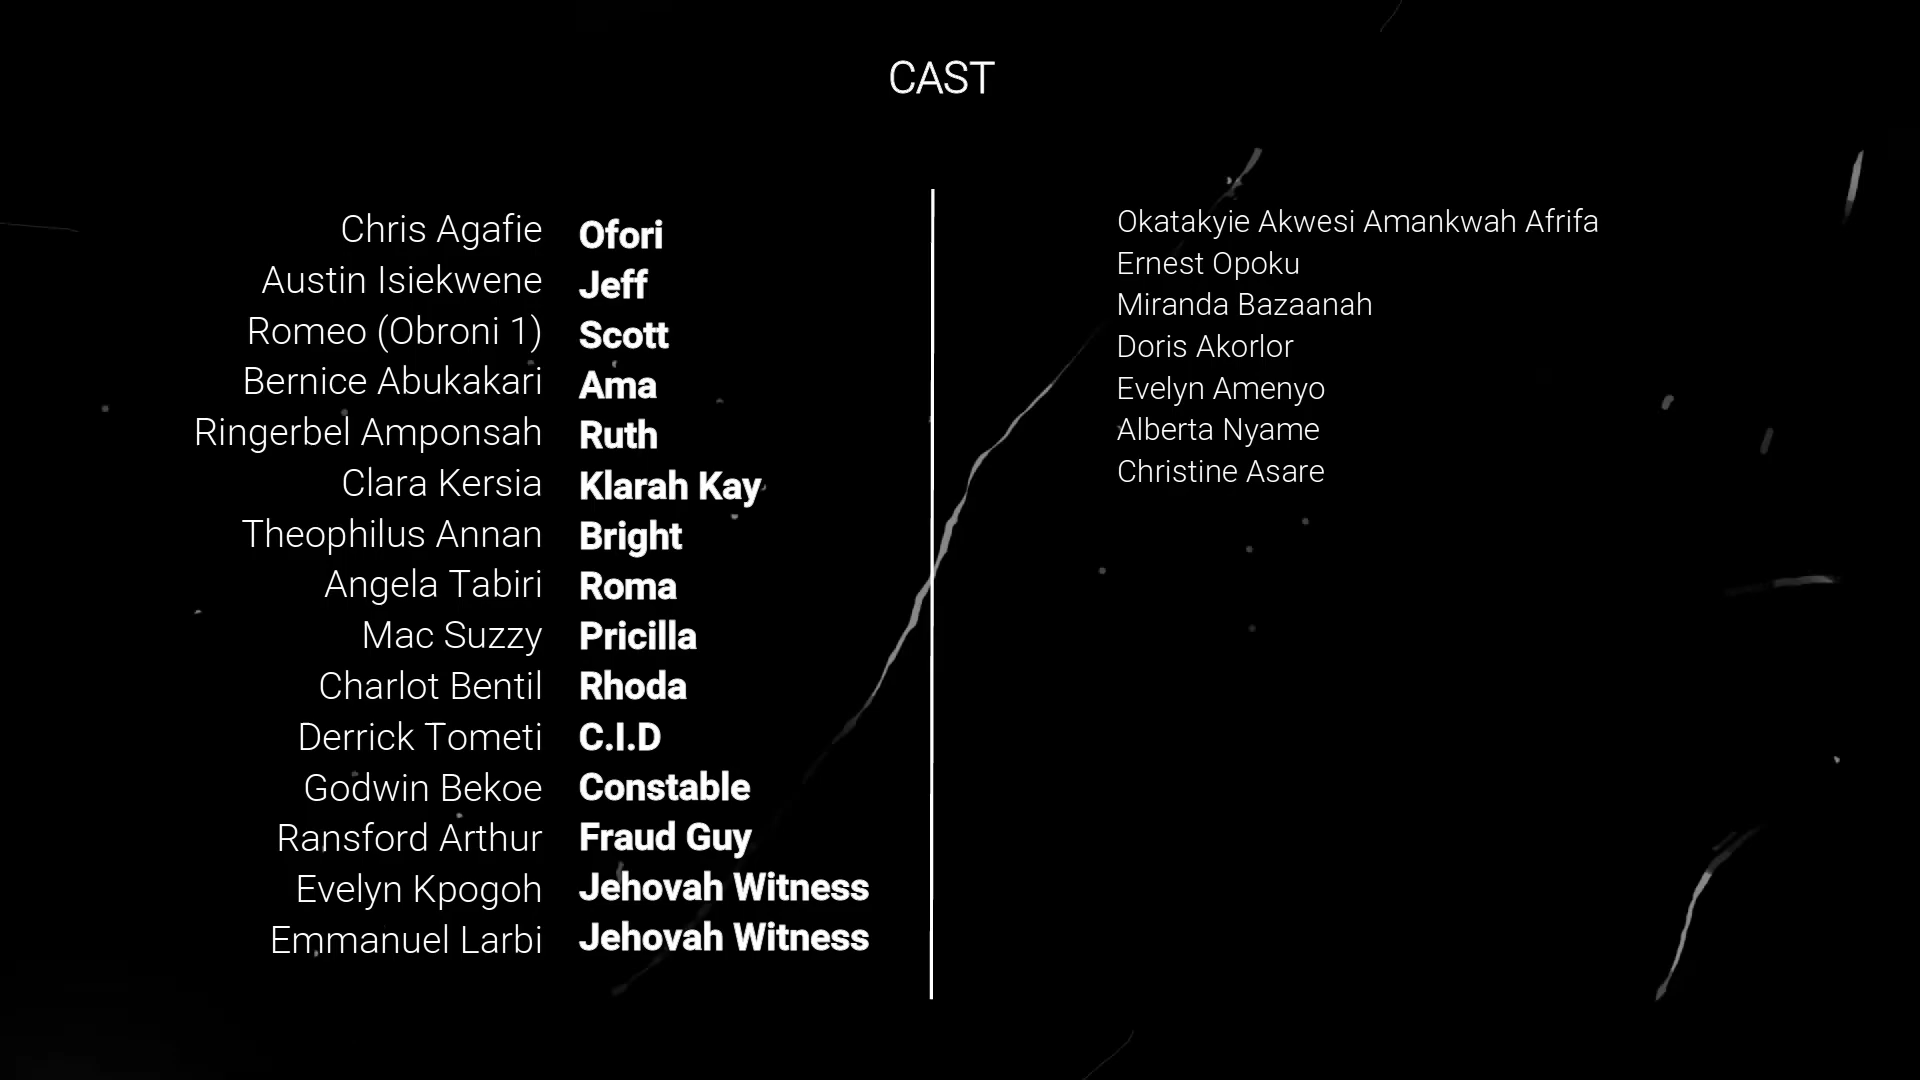 CAST
Chris Agafie Ofori
Austin Isiekwene Jeff
Romeo (Obroni 1) Scott
Bernice Abukakari Ama
Ringerbel Amponsah Ruth
Clara Kersia Klarah Kay
Theophilus Annan Bright
Angela Tabiri Roma
Mac Suzzy Pricilla
Charlot Bentil Rhoda
Derrick Tometi C.I.D
Godwin Bekoe Constable
Ransford Arthur Fraud Guy
Evelyn Kpogoh Jehovah Witness
Emmanuel Larbi Jehovah Witness
Okatakyie Akwesi Amankwah Afrifa
Ernest Opoku
Miranda Bazaanah
Doris Akorlor
Evelyn Amenyo
Alberta Nyame
Christine Asare